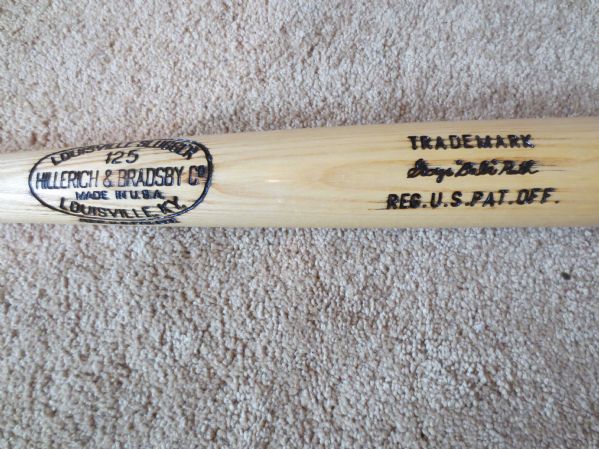 LOUISVILLE SLUGGER
125
HILLERICH & BRADSBY Co
MADE IN U.S.A.
LOUISVILLE, KY.
TRADEMARK
George "Babe" Ruth
REG. U.S. PAT. OFF.